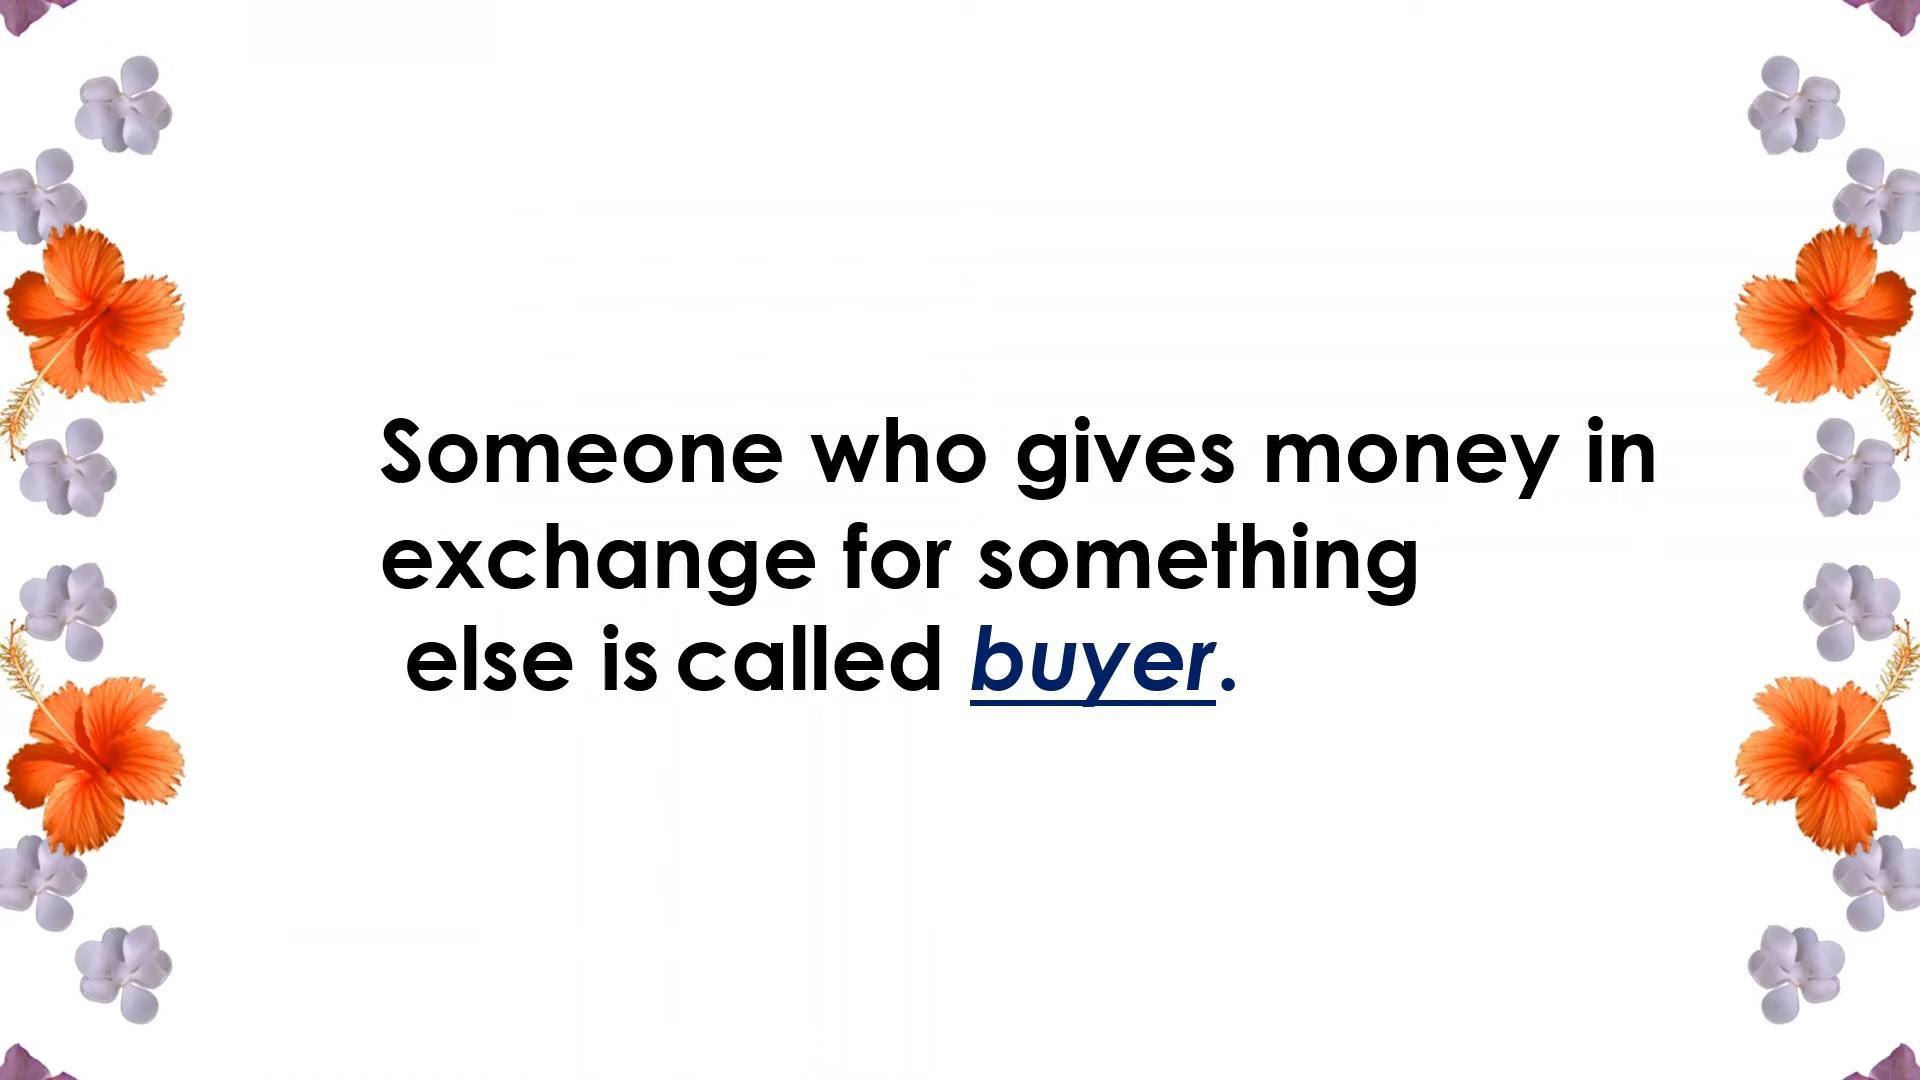 Someone who gives money in
exchange for something
else is called buyer.